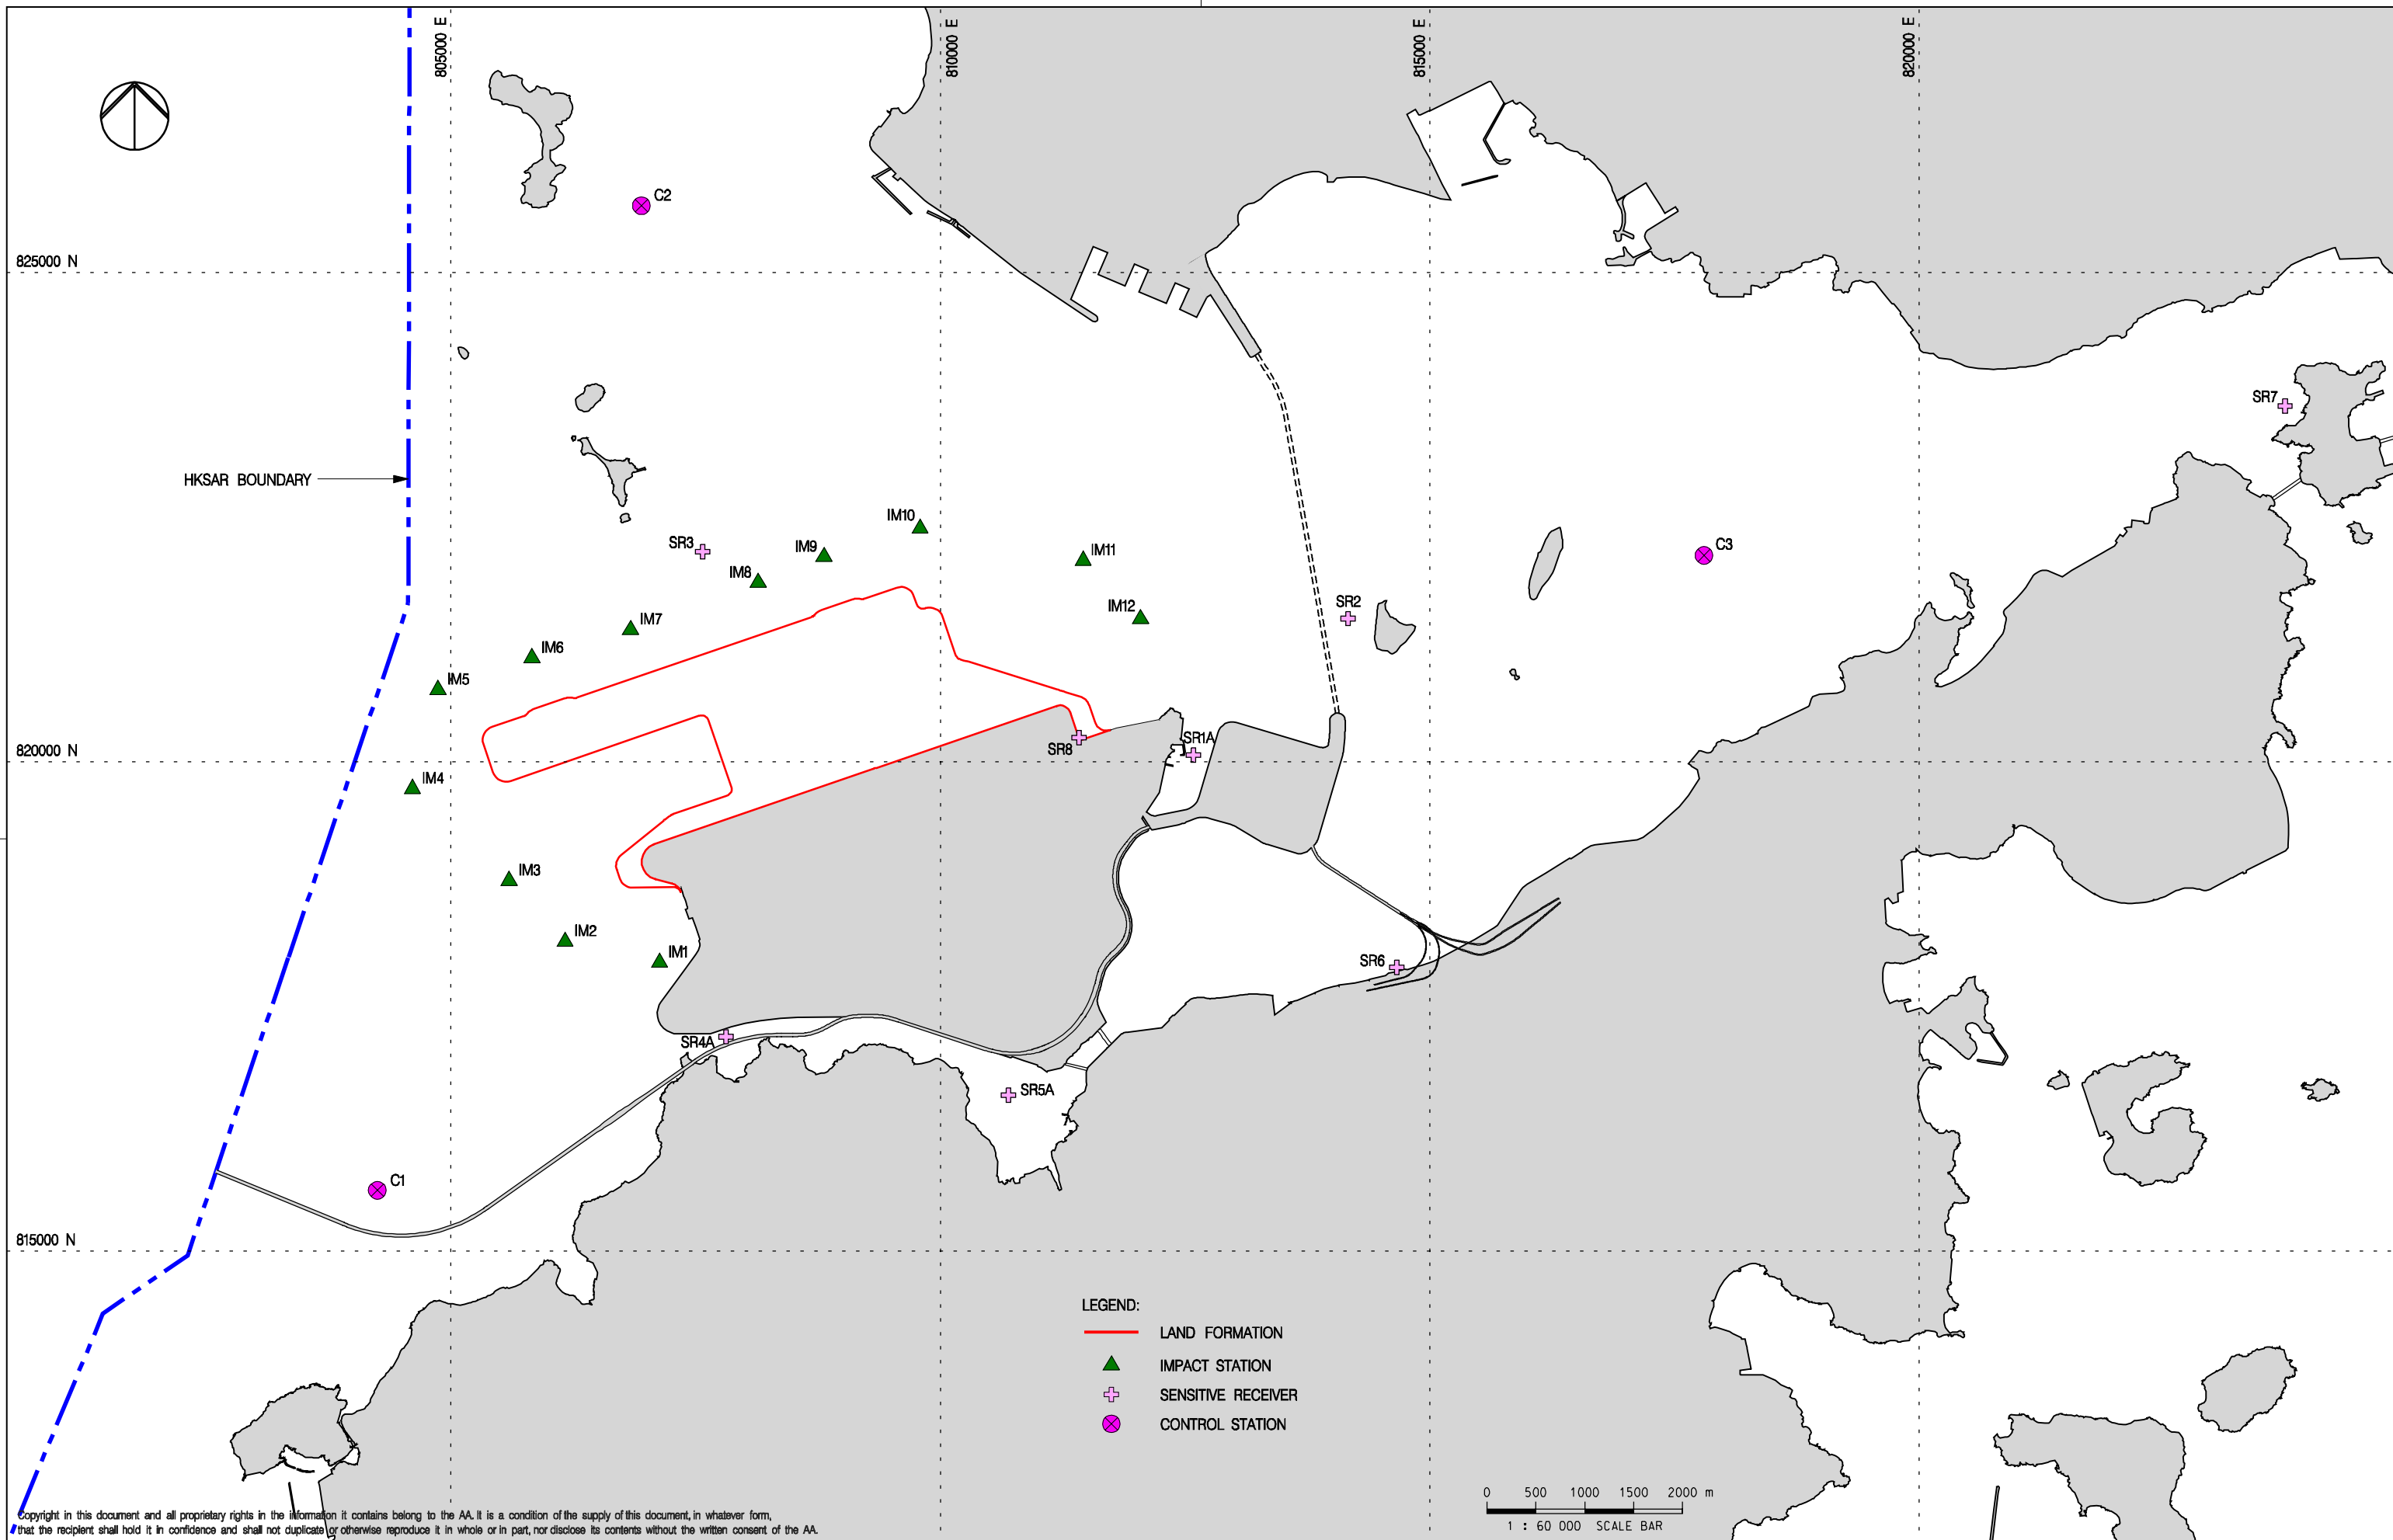 805000 E
810000 E
815000 E
820000 E
C2
825000 N
SR7
HKSAR BOUNDARY
IM10
SR3
IM9
IM11
C3
IM8
IM12
SR2
IM7
IM6
IM5
SR8
SR1A
820000 N
IM4
IM3
IM2
IM1
SR6
SR4A
SR5A
C1
815000 N
LEGEND:
LAND FORMATION
IMPACT STATION
SENSITIVE RECEIVER
CONTROL STATION
0 500 1000 1500 2000 m
1 : 60 000 SCALE BAR
Copyright in this document and all proprietary rights in the information it contains belong to the AA. It is a condition of the supply of this document, in whatever form,
that the recipient shall hold it in confidence and shall not duplicate or otherwise reproduce it in whole or in part, nor disclose its contents without the written consent of the AA.